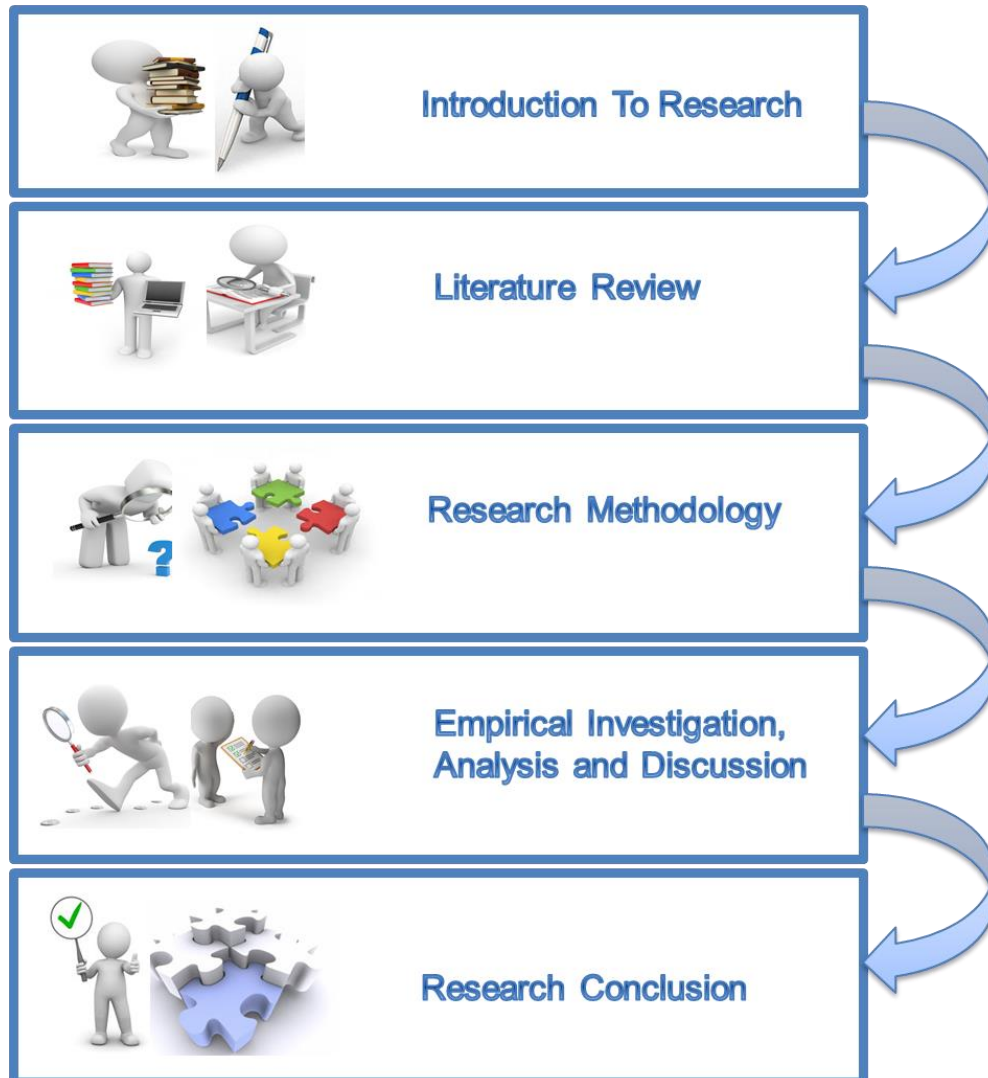 Introduction To Research
Literature Review
Research Methodology
Empirical Investigation,
Analysis and Discussion
Research Conclusion